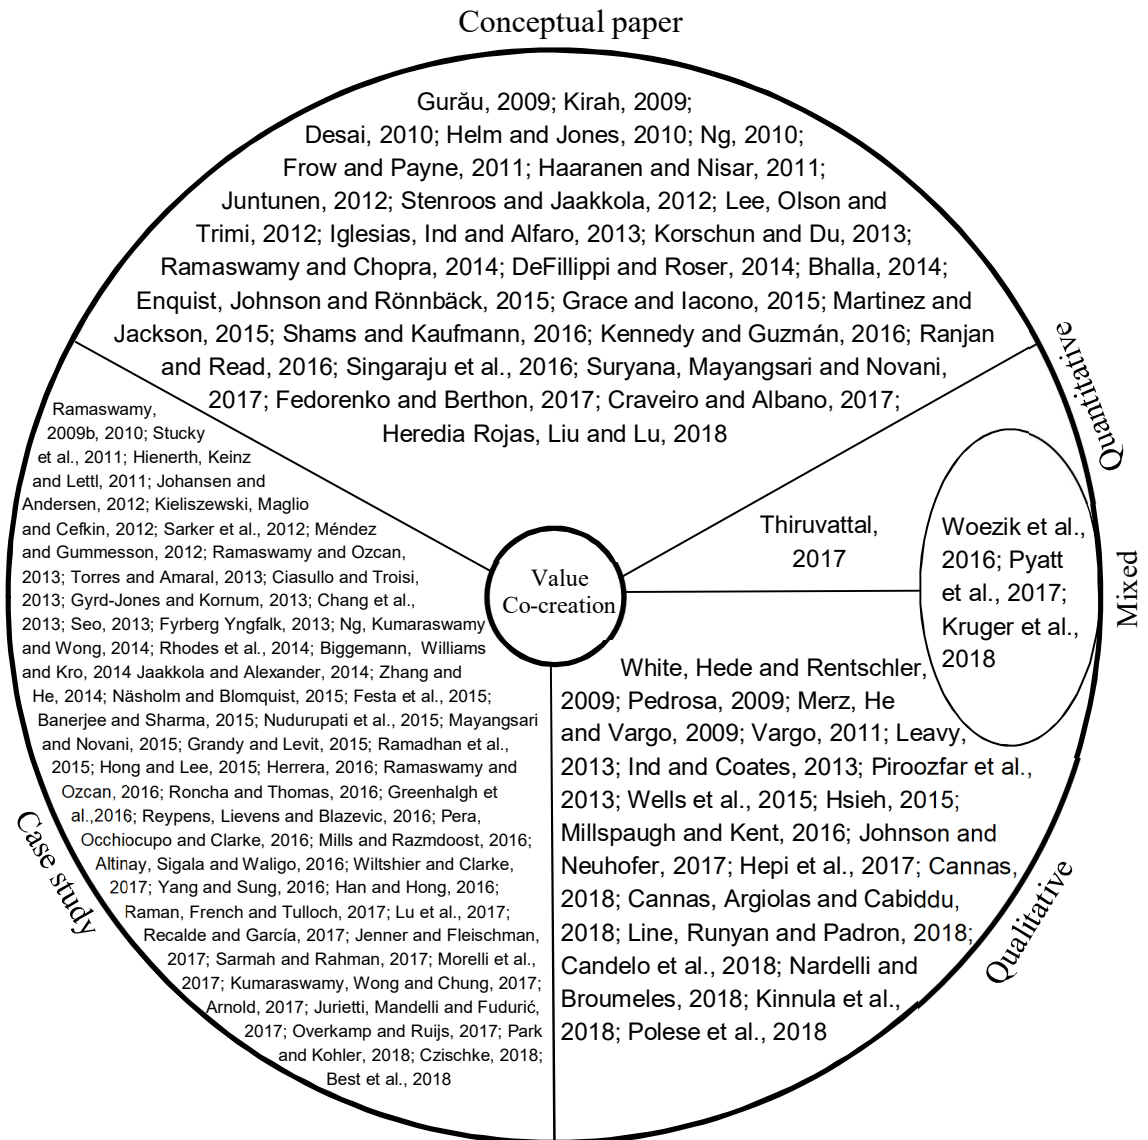 Conceptual paper
Gurău, 2009; Kirah, 2009;
Desai, 2010; Helm and Jones, 2010; Ng, 2010;
Frow and Payne, 2011; Haaranen and Nisar, 2011;
Juntunen, 2012; Stenroos and Jaakkola, 2012; Lee, Olson and
Trimi, 2012; Iglesias, Ind and Alfaro, 2013; Korschun and Du, 2013;
Ramaswamy and Chopra, 2014; DeFillippi and Roser, 2014; Bhalla, 2014;
Enquist, Johnson and Rönnbäck, 2015; Grace and Iacono, 2015; Martinez and
Jackson, 2015; Shams and Kaufmann, 2016; Kennedy and Guzmán, 2016; Ranjan
and Read, 2016; Singaraju et al., 2016; Suryana, Mayangsari and Novani,
2017; Fedorenko and Berthon, 2017; Craveiro and Albano, 2017;
Heredia Rojas, Liu and Lu, 2018
Quantitative
Thiruvattal,
2017
Mixed
Woezik et al.,
2016; Pyatt
et al., 2017;
Kruger et al.,
2018
Value
Co-creation
Qualitative
White, Hede and Rentschler,
2009; Pedrosa, 2009; Merz, He
and Vargo, 2009; Vargo, 2011; Leavy,
2013; Ind and Coates, 2013; Piroozfar et al.,
2013; Wells et al., 2015; Hsieh, 2015;
Millspaugh and Kent, 2016; Johnson and
Neuhofer, 2017; Hepi et al., 2017; Cannas,
2018; Cannas, Argiolas and Cabiddu,
2018; Line, Runyan and Padron, 2018;
Candelo et al., 2018; Nardelli and
Broumeles, 2018; Kinnula et al.,
2018; Polese et al., 2018
Case study
Ramaswamy,
2009b, 2010; Stucky
et al., 2011; Hienerth, Keinz
and Lettl, 2011; Johansen and
Andersen, 2012; Kieliszewski, Maglio
and Cefkin, 2012; Sarker et al., 2012; Méndez
and Gummesson, 2012; Ramaswamy and Ozcan,
2013; Torres and Amaral, 2013; Ciasullo and Troisi,
2013; Gyrd-Jones and Kornum, 2013; Chang et al.,
2013; Seo, 2013; Fyrberg Yngfalk, 2013; Ng, Kumaraswamy
and Wong, 2014; Rhodes et al., 2014; Biggemann, Williams
and Kro, 2014 Jaakkola and Alexander, 2014; Zhang and
He, 2014; Näsholm and Blomquist, 2015; Festa et al., 2015;
Banerjee and Sharma, 2015; Nudurupati et al., 2015; Mayangsari
and Novani, 2015; Grandy and Levit, 2015; Ramadhan et al.,
2015; Hong and Lee, 2015; Herrera, 2016; Ramaswamy and
Ozcan, 2016; Roncha and Thomas, 2016; Greenhalgh et
al.,2016; Reypens, Lievens and Blazevic, 2016; Pera,
Occhiocupo and Clarke, 2016; Mills and Razmdoost, 2016;
Altinay, Sigala and Waligo, 2016; Wiltshier and Clarke,
2017; Yang and Sung, 2016; Han and Hong, 2016;
Raman, French and Tulloch, 2017; Lu et al., 2017;
Recalde and García, 2017; Jenner and Fleischman,
2017; Sarmah and Rahman, 2017; Morelli et al.,
2017; Kumaraswamy, Wong and Chung, 2017;
Arnold, 2017; Jurietti, Mandelli and Fudurić,
2017; Overkamp and Ruijs, 2017; Park
and Kohler, 2018; Czischke, 2018;
Best et al., 2018